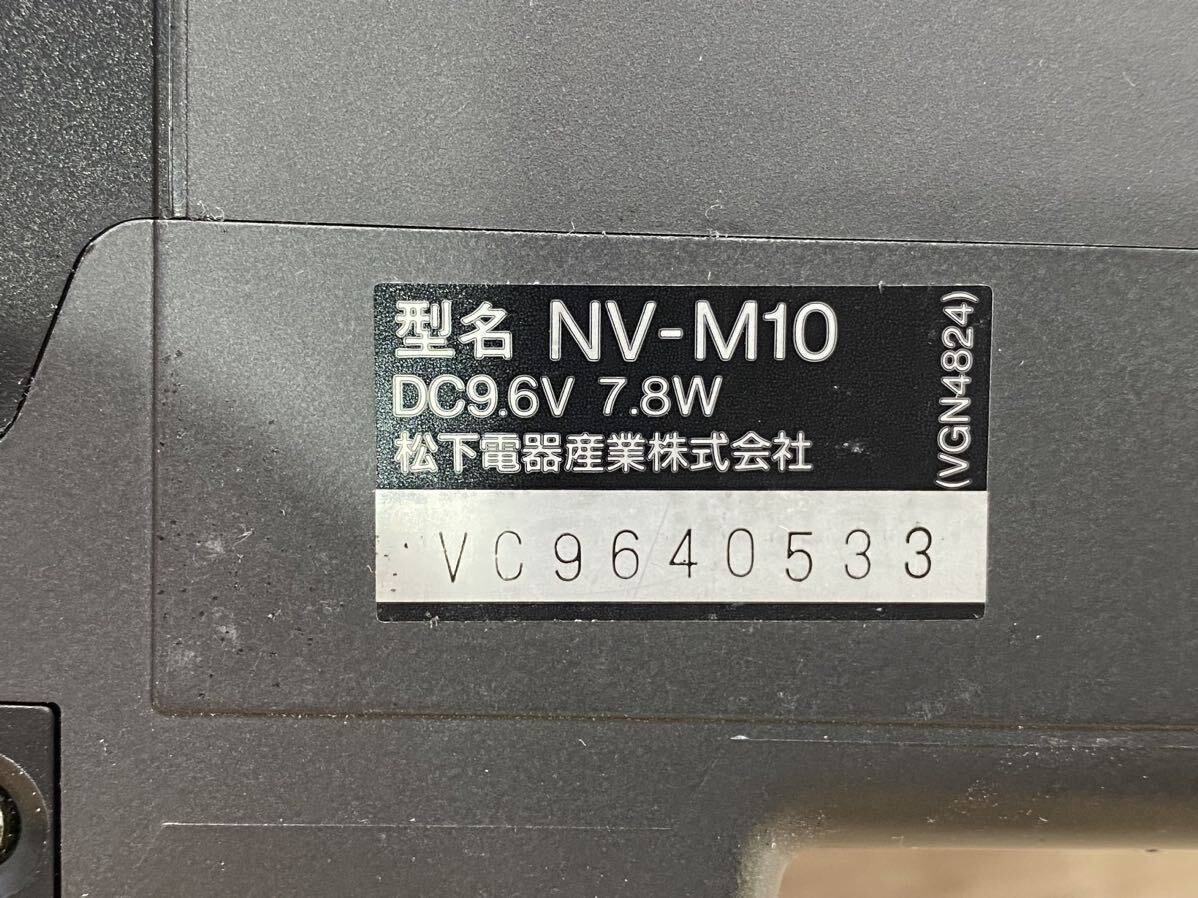 型名 NV-M10
DC9.6V 7.8W
松下電器産業株式会社
(VGN4824)
VC9640533